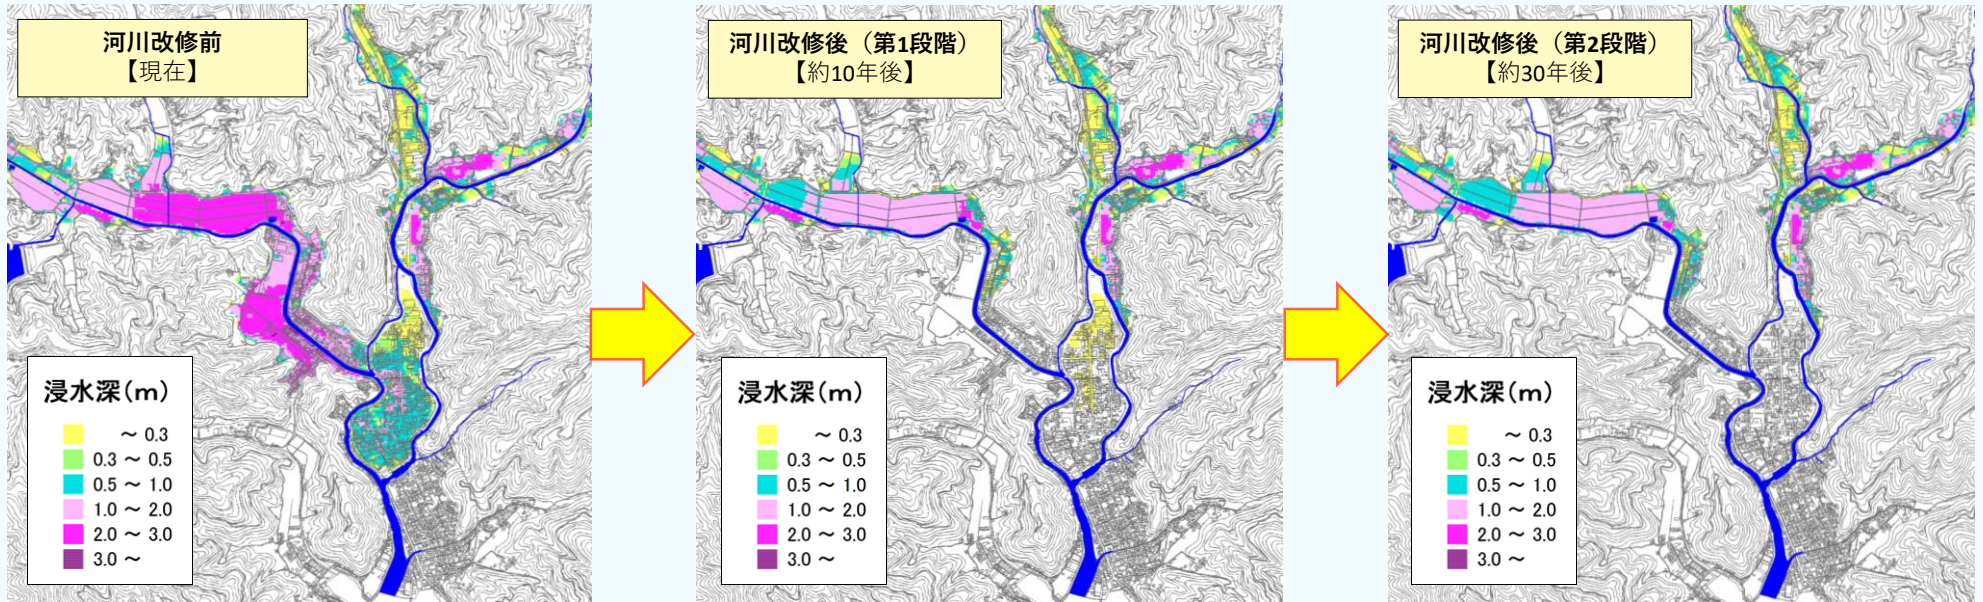 河川改修前
【現在】
浸水深(m)
～ 0.3
0.3 ～ 0.5
0.5 ～ 1.0
1.0 ～ 2.0
2.0 ～ 3.0
3.0 ～
河川改修後（第1段階）
【約10年後】
浸水深(m)
～ 0.3
0.3 ～ 0.5
0.5 ～ 1.0
1.0 ～ 2.0
2.0 ～ 3.0
3.0 ～
河川改修後（第2段階）
【約30年後】
浸水深(m)
～ 0.3
0.3 ～ 0.5
0.5 ～ 1.0
1.0 ～ 2.0
2.0 ～ 3.0
3.0 ～